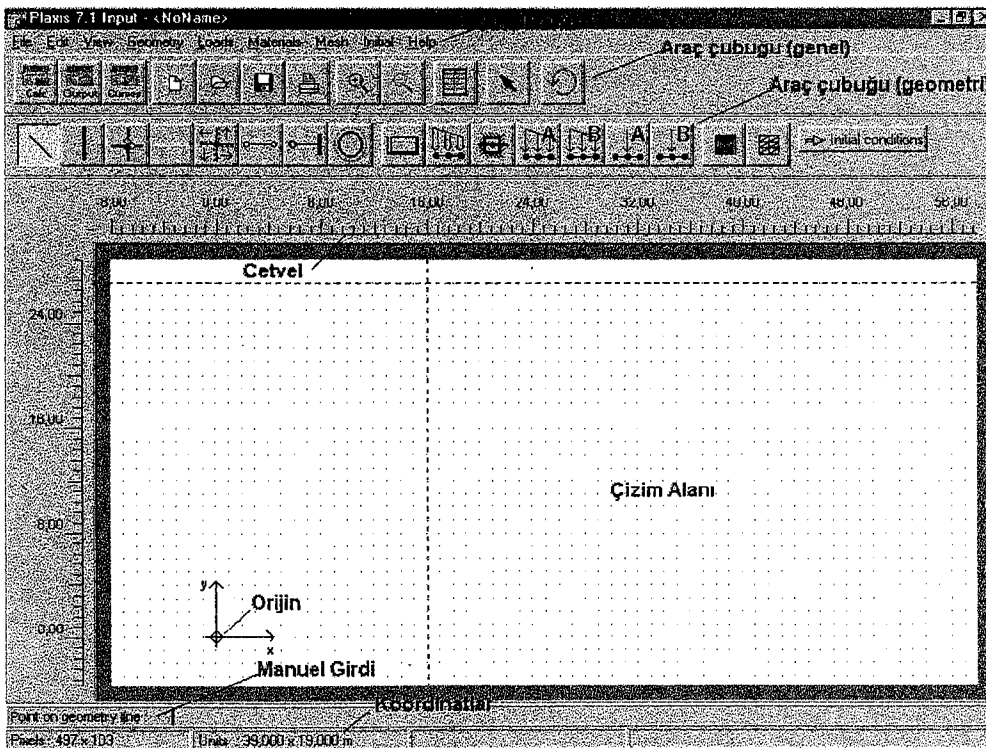 Plaxis 7.1 Input - <NoName>
File Edit View Geometry Loads Materials Mesh Initial Help
Araç çubuğu (genel)
Calc Output Curves
Araç çubuğu (geometri)
A B A B
Initial conditions
-8,00 0,00 8,00 16,00 24,00 32,00 40,00 48,00 56,00
Cetvel
24,00
16,00
Çizim Alanı
8,00
y
Orijin
0,00
x
Manuel Girdi
Koordinatlar
Point on geometry line :
Pixels : 497 x 103 Units : 39,000 x 19,000 m